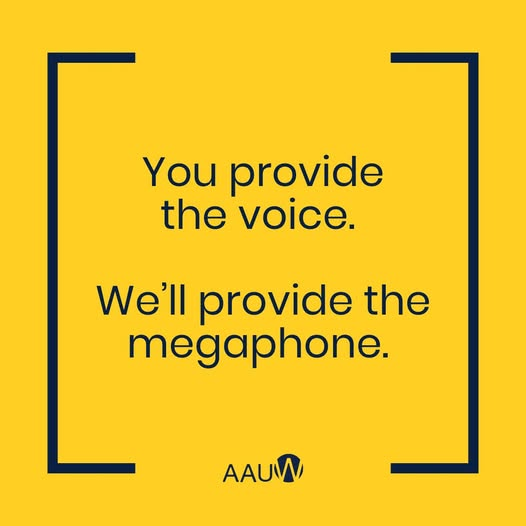 You provide
the voice.
We'll provide the
megaphone.
AAUW